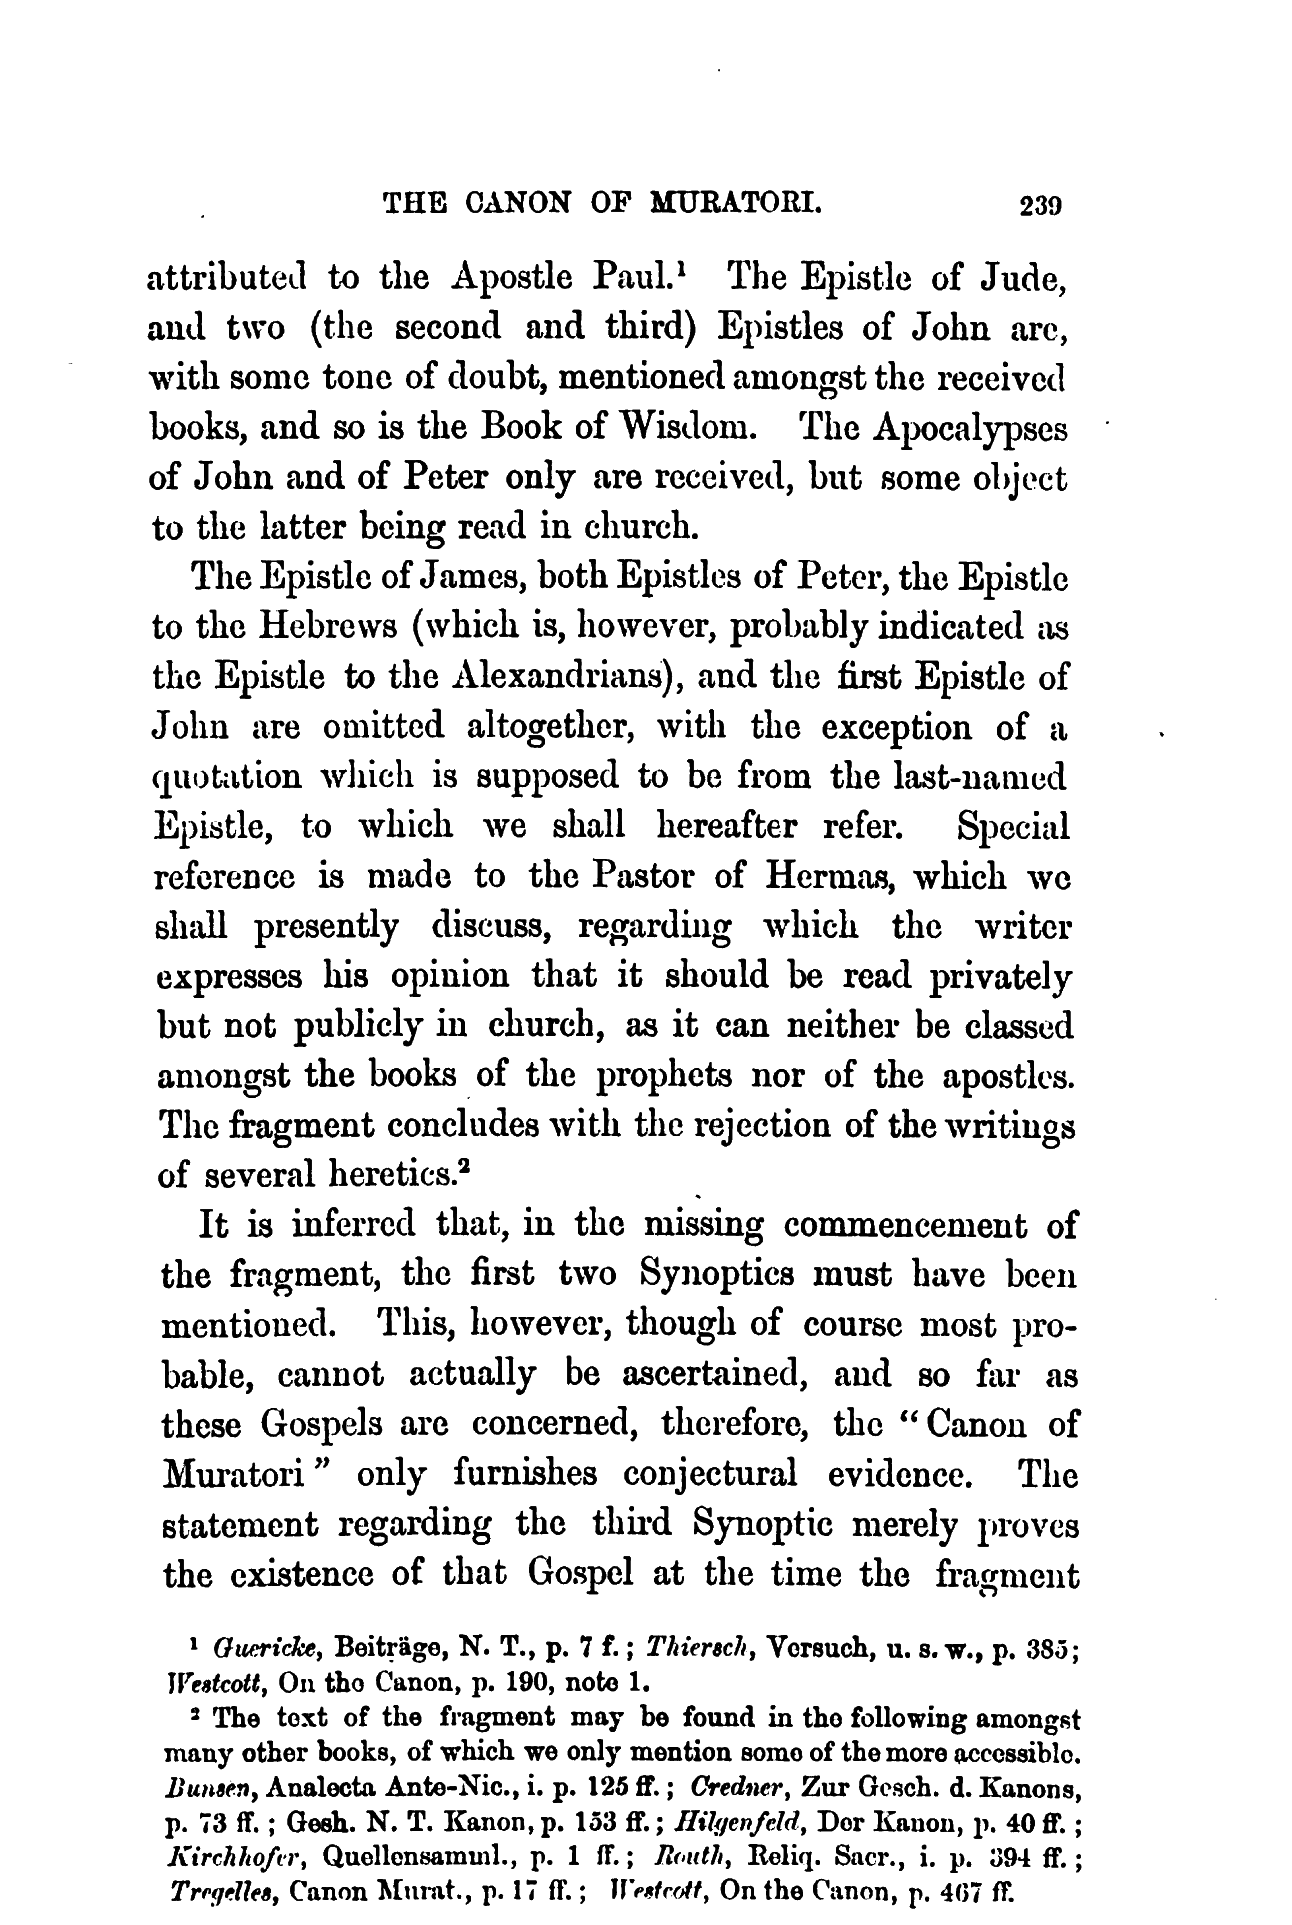 THE CANON OF MURATORI. 239
attributed to the Apostle Paul.¹ The Epistle of Jude,
and two (the second and third) Epistles of John are,
with some tone of doubt, mentioned amongst the received
books, and so is the Book of Wisdom. The Apocalypses
of John and of Peter only are received, but some object
to the latter being read in church.
The Epistle of James, both Epistles of Peter, the Epistle
to the Hebrews (which is, however, probably indicated as
the Epistle to the Alexandrians), and the first Epistle of
John are omitted altogether, with the exception of a
quotation which is supposed to be from the last-named
Epistle, to which we shall hereafter refer. Special
reference is made to the Pastor of Hermas, which we
shall presently discuss, regarding which the writer
expresses his opinion that it should be read privately
but not publicly in church, as it can neither be classed
amongst the books of the prophets nor of the apostles.
The fragment concludes with the rejection of the writings
of several heretics.²
It is inferred that, in the missing commencement of
the fragment, the first two Synoptics must have been
mentioned. This, however, though of course most pro-
bable, cannot actually be ascertained, and so far as
these Gospels are concerned, therefore, the “Canon of
Muratori” only furnishes conjectural evidence. The
statement regarding the third Synoptic merely proves
the existence of that Gospel at the time the fragment
¹ Guericke, Beiträge, N. T., p. 7 f.; Thiersch, Versuch, u. s. w., p. 385;
Westcott, On the Canon, p. 190, note 1.
² The text of the fragment may be found in the following amongst
many other books, of which we only mention some of the more accessible.
Bunsen, Analecta Ante-Nic., i. p. 125 ff.; Credner, Zur Gesch. d. Kanons,
p. 73 ff.; Gesh. N. T. Kanon, p. 153 ff.; Hilgenfeld, Der Kanon, p. 40 ff.;
Kirchhofer, Quellensamml., p. 1 ff.; Routh, Reliq. Sacr., i. p. 394 ff.;
Tregelles, Canon Murat., p. 17 ff.; Westcott, On the Canon, p. 467 ff.